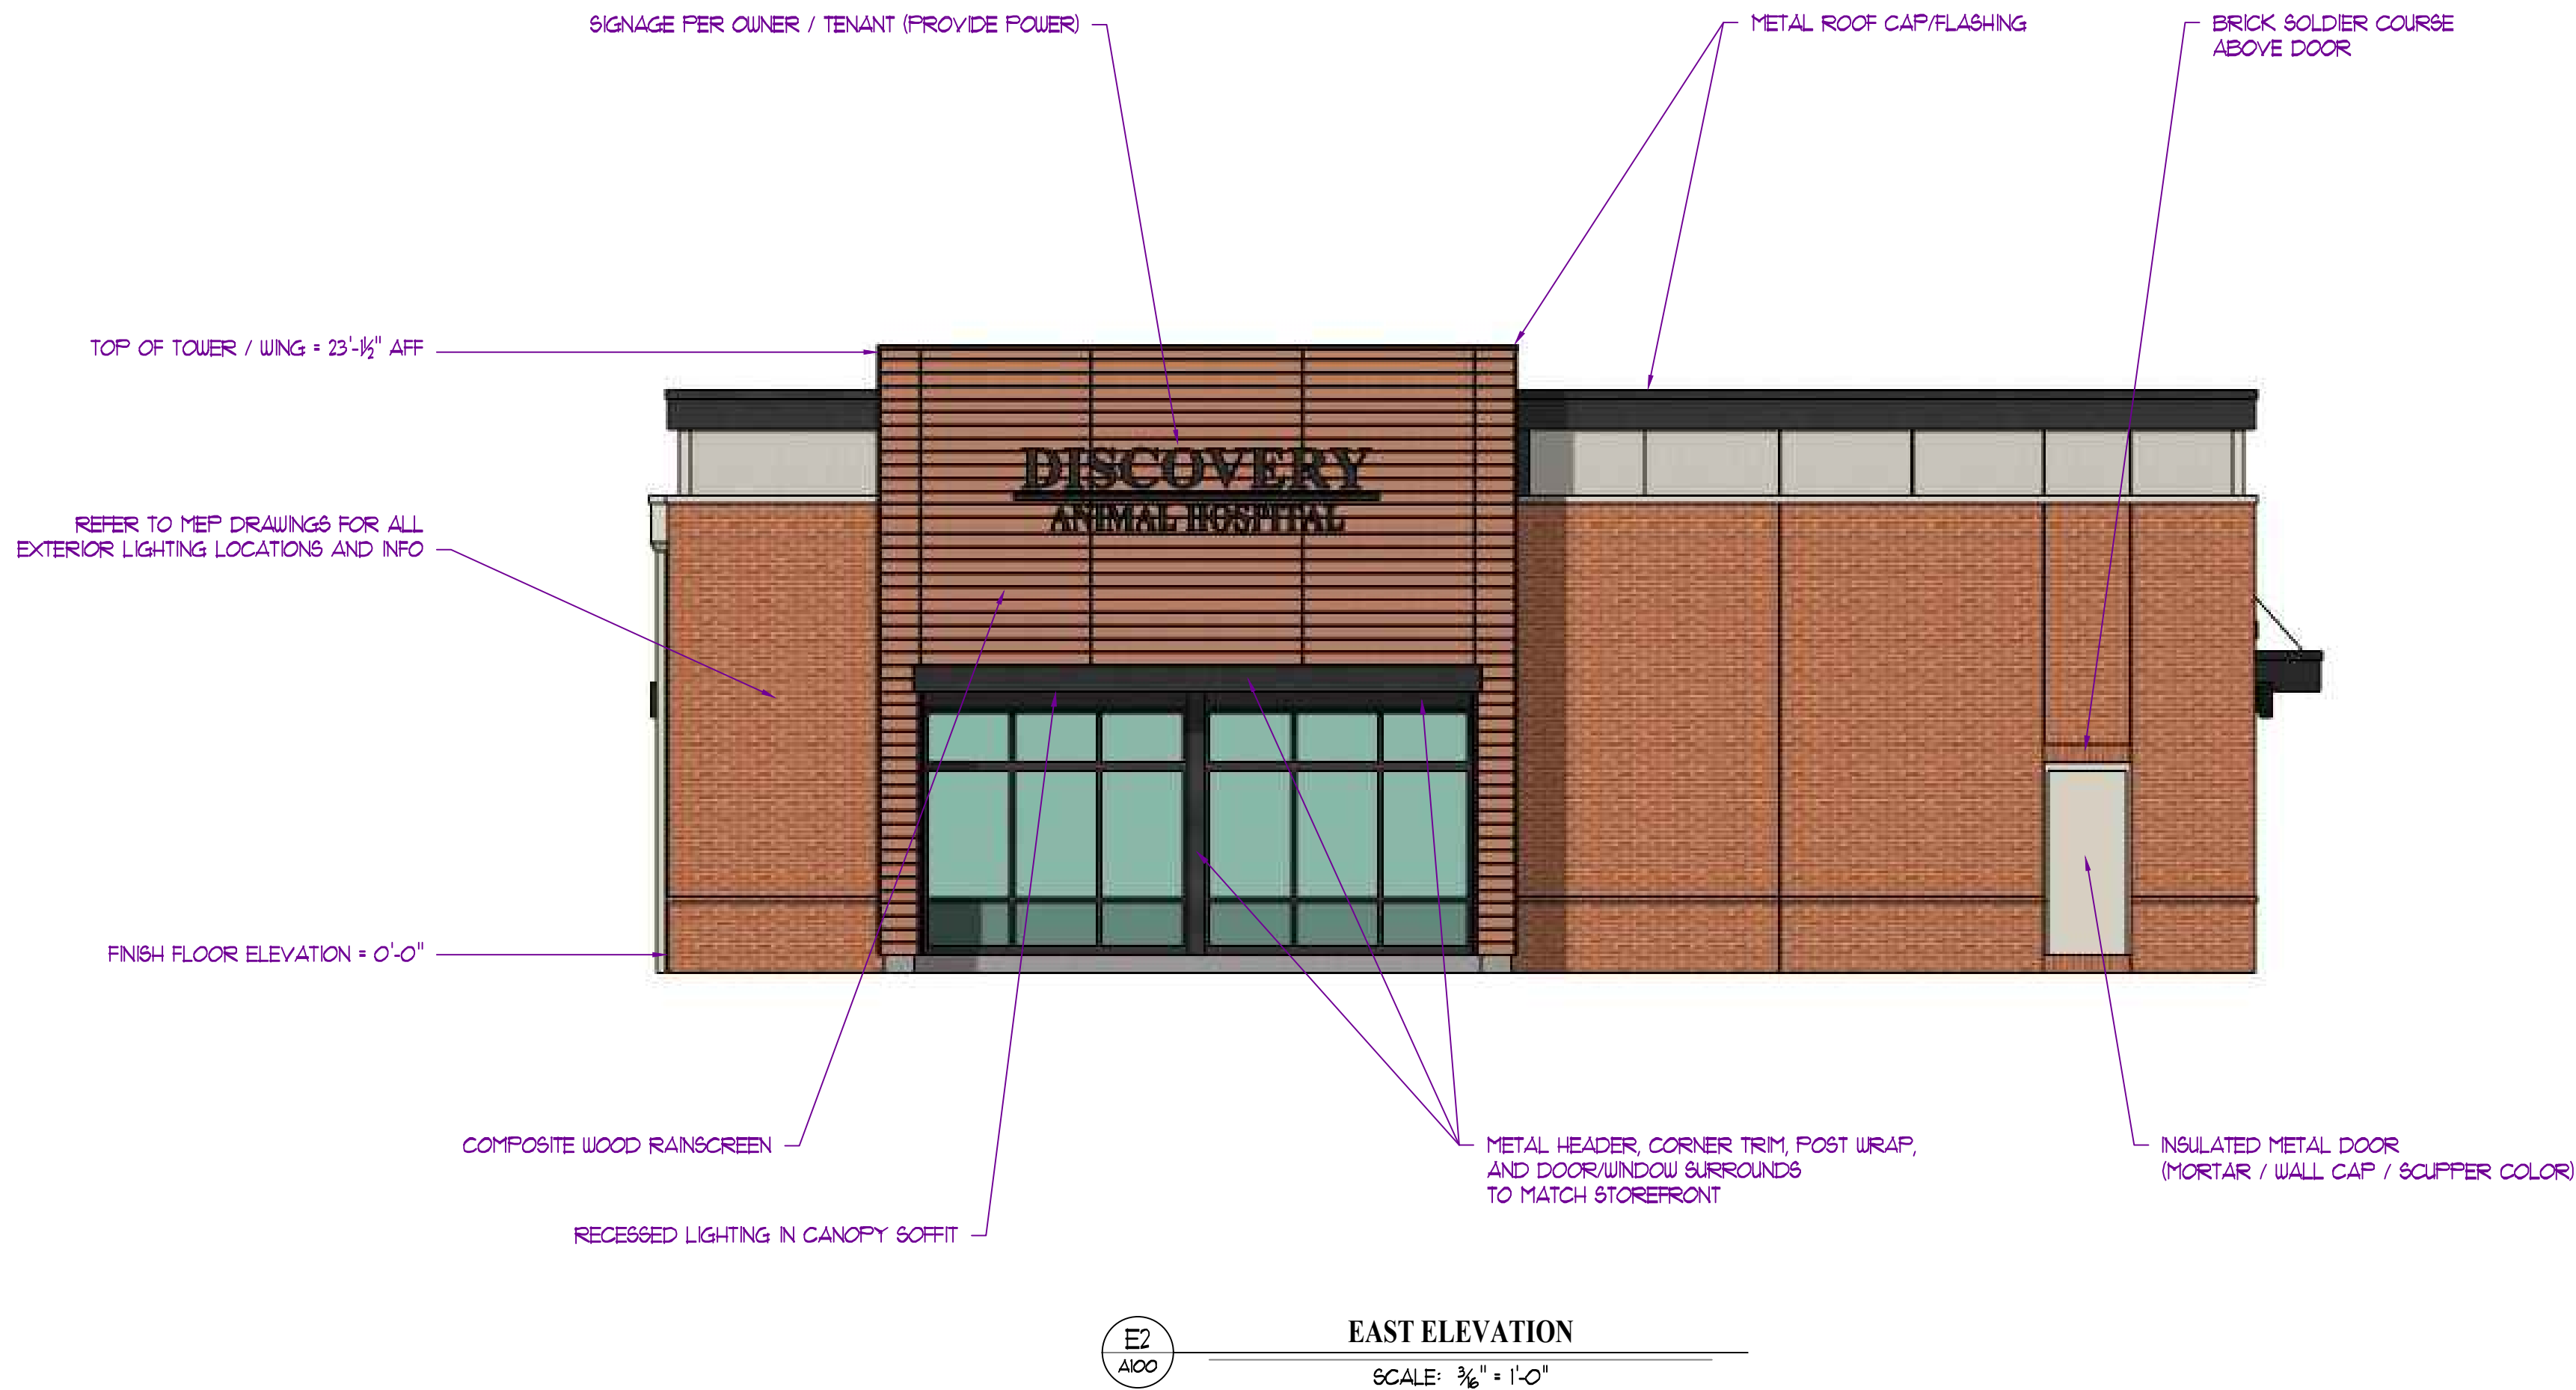 SIGNAGE PER OWNER / TENANT (PROVIDE POWER)
METAL ROOF CAP/FLASHING
BRICK SOLDIER COURSE
ABOVE DOOR
TOP OF TOWER / WING = 23'-1½" AFF
DISCOVERY
ANIMAL HOSPITAL
REFER TO MEP DRAWINGS FOR ALL
EXTERIOR LIGHTING LOCATIONS AND INFO
FINISH FLOOR ELEVATION = 0'-0"
COMPOSITE WOOD RAINSCREEN
METAL HEADER, CORNER TRIM, POST WRAP,
AND DOOR/WINDOW SURROUNDS
TO MATCH STOREFRONT
INSULATED METAL DOOR
(MORTAR / WALL CAP / SCUPPER COLOR)
RECESSED LIGHTING IN CANOPY SOFFIT
E2
A100
EAST ELEVATION
SCALE: 3/16" = 1'-0"